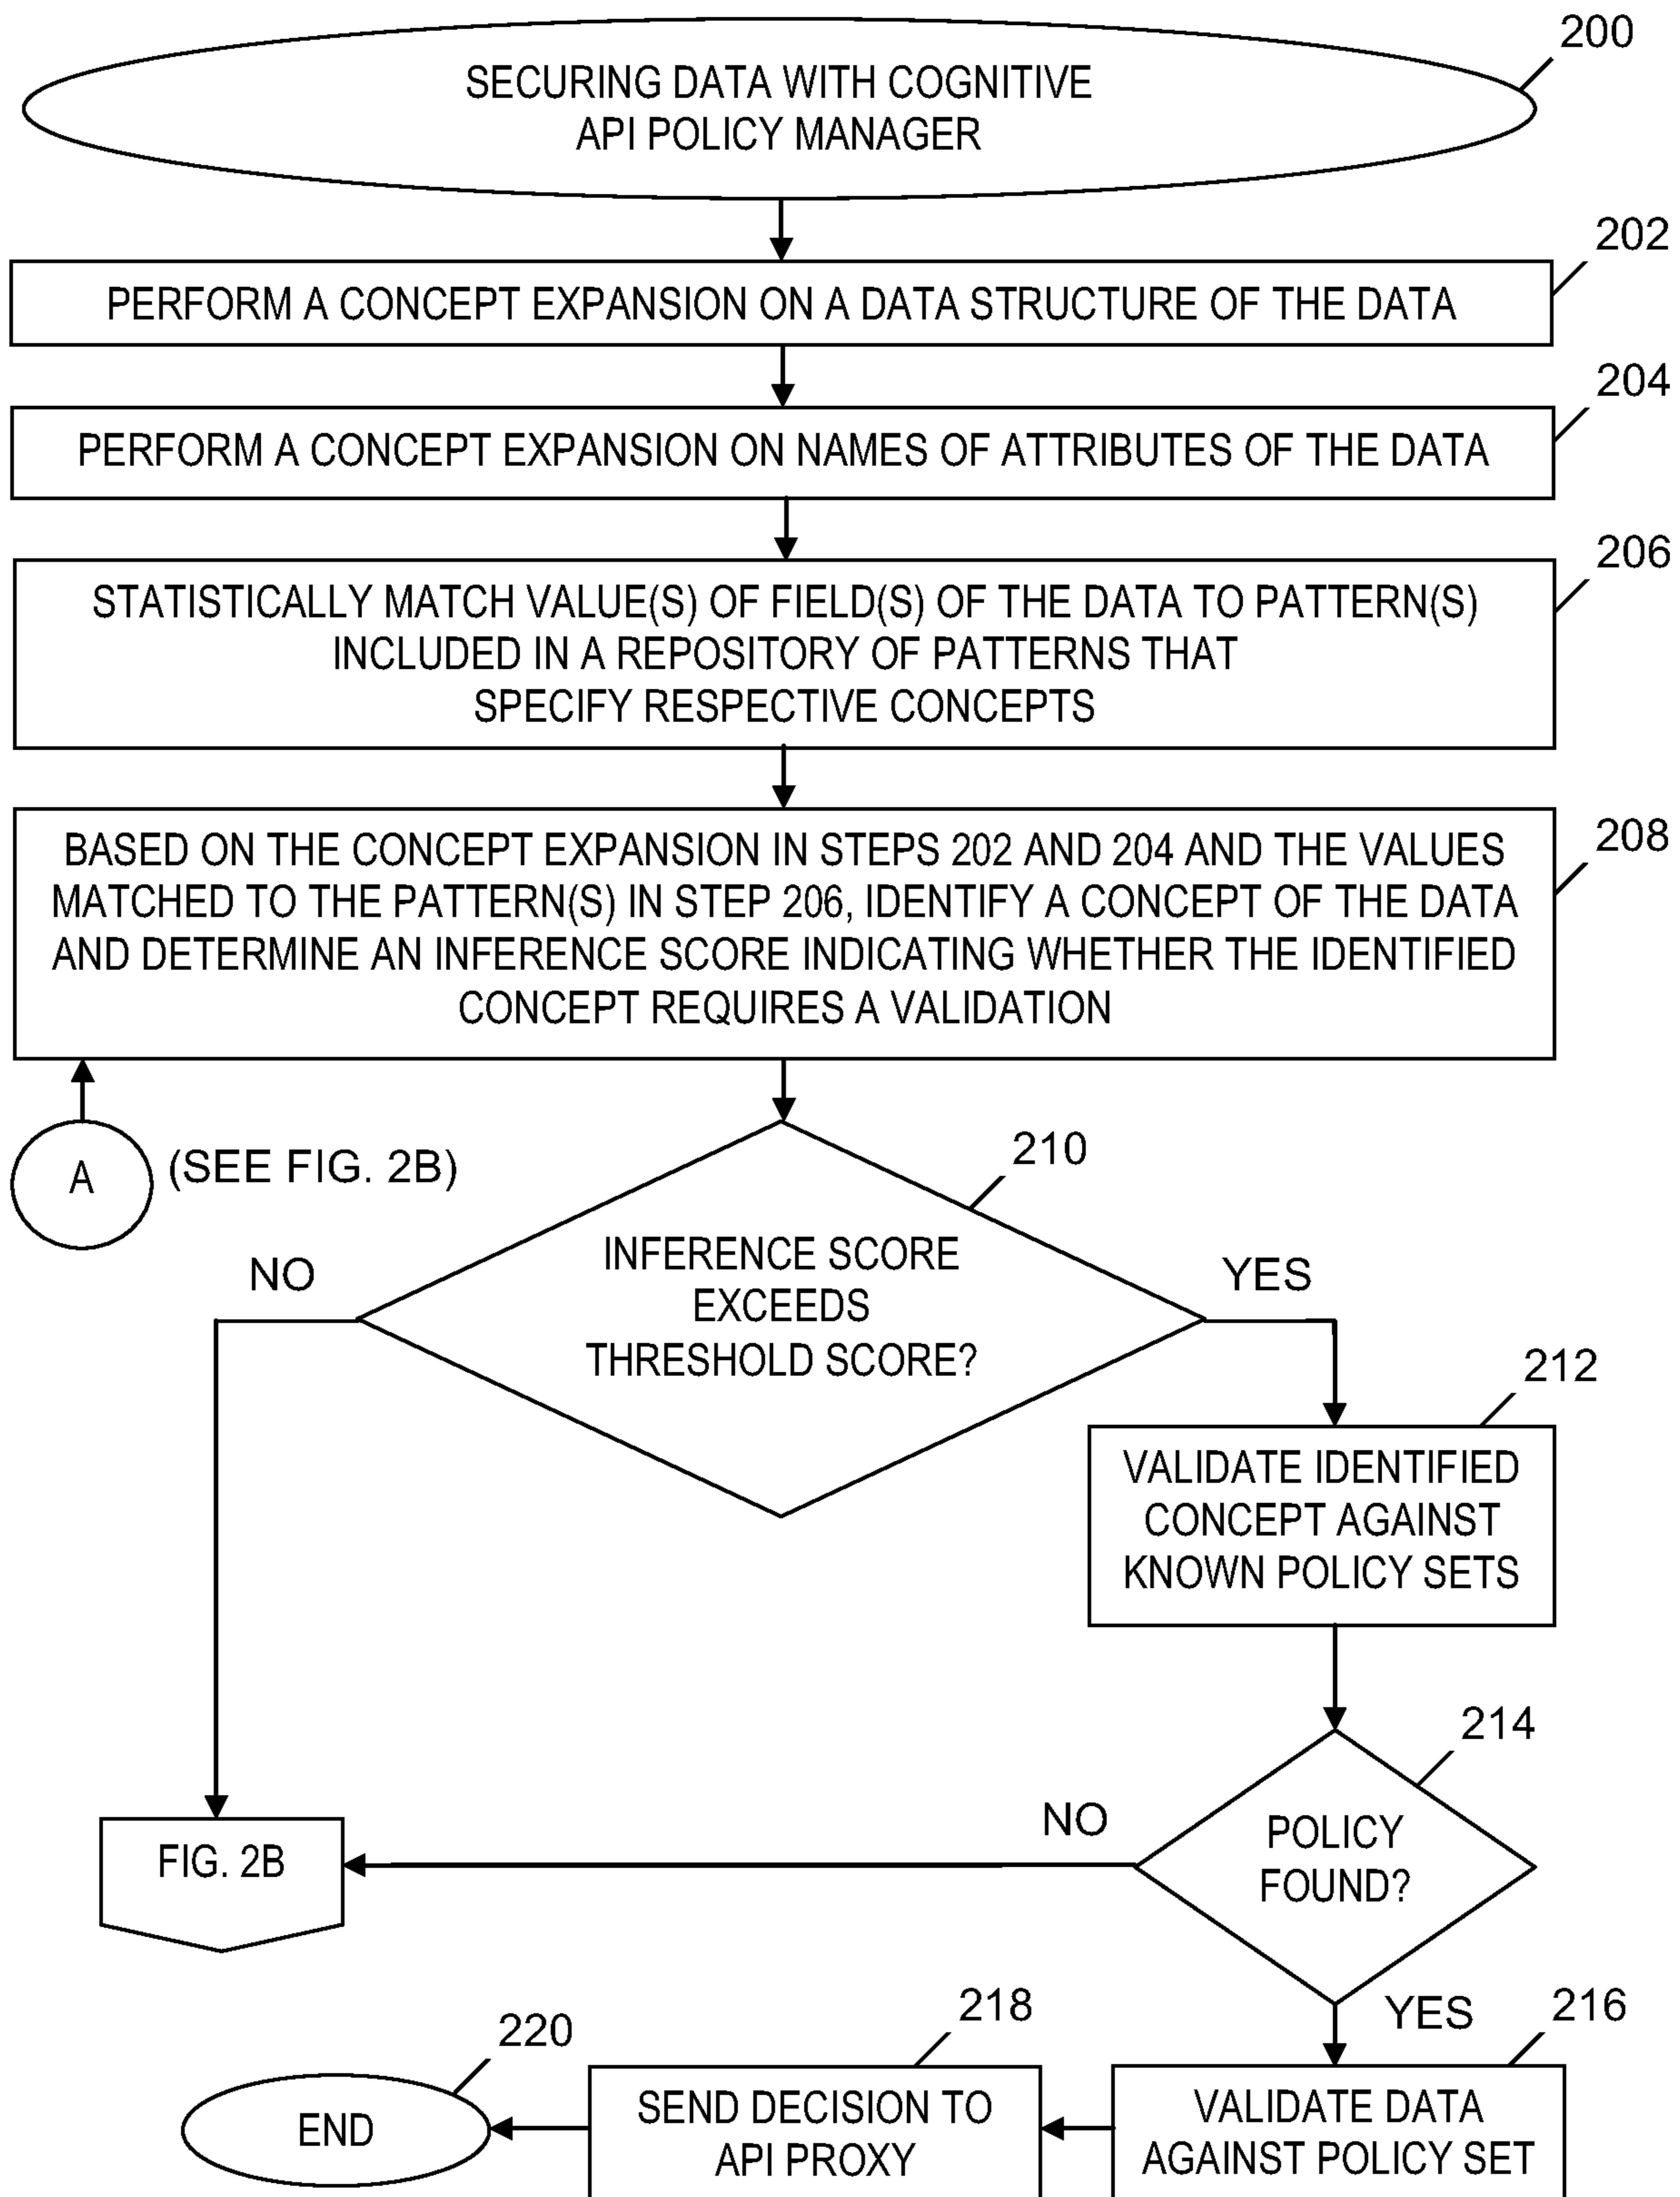 200
SECURING DATA WITH COGNITIVE
API POLICY MANAGER
202
PERFORM A CONCEPT EXPANSION ON A DATA STRUCTURE OF THE DATA
204
PERFORM A CONCEPT EXPANSION ON NAMES OF ATTRIBUTES OF THE DATA
206
STATISTICALLY MATCH VALUE(S) OF FIELD(S) OF THE DATA TO PATTERN(S)
INCLUDED IN A REPOSITORY OF PATTERNS THAT
SPECIFY RESPECTIVE CONCEPTS
208
BASED ON THE CONCEPT EXPANSION IN STEPS 202 AND 204 AND THE VALUES
MATCHED TO THE PATTERN(S) IN STEP 206, IDENTIFY A CONCEPT OF THE DATA
AND DETERMINE AN INFERENCE SCORE INDICATING WHETHER THE IDENTIFIED
CONCEPT REQUIRES A VALIDATION
A
(SEE FIG. 2B)
210
INFERENCE SCORE
EXCEEDS
THRESHOLD SCORE?
NO
YES
212
VALIDATE IDENTIFIED
CONCEPT AGAINST
KNOWN POLICY SETS
214
POLICY
FOUND?
NO
FIG. 2B
YES
216
VALIDATE DATA
AGAINST POLICY SET
218
SEND DECISION TO
API PROXY
220
END